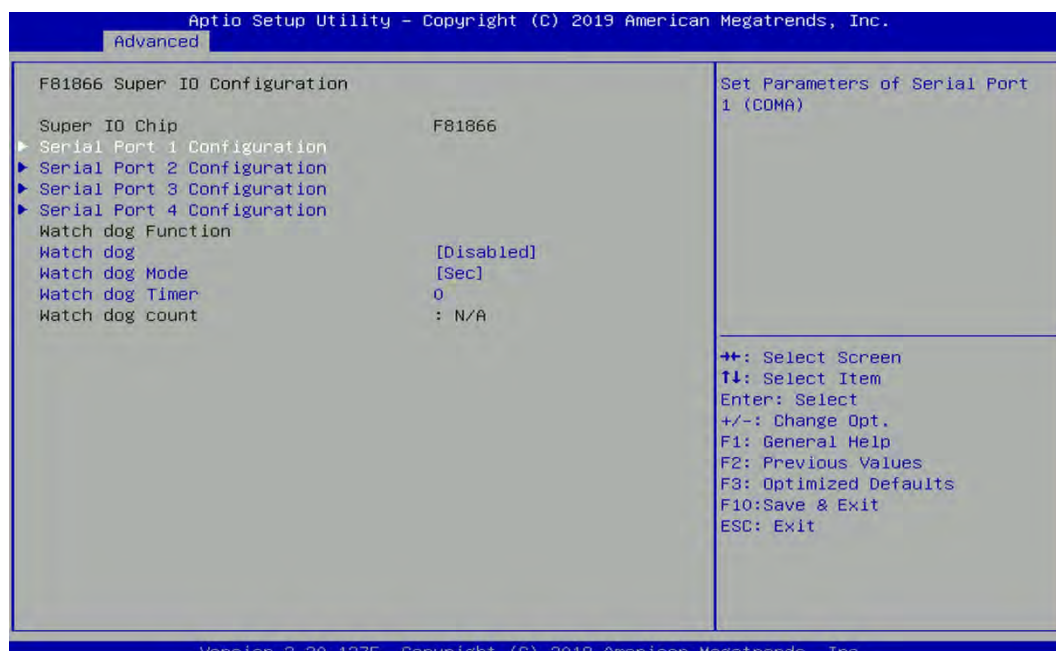 Aptio Setup Utility – Copyright (C) 2019 American Megatrends, Inc.
Advanced
F81866 Super IO Configuration
Super IO Chip F81866
Serial Port 1 Configuration
Serial Port 2 Configuration
Serial Port 3 Configuration
Serial Port 4 Configuration
Watch dog Function
Watch dog [Disabled]
Watch dog Mode [Sec]
Watch dog Timer 0
Watch dog count : N/A
Set Parameters of Serial Port
1 (COMA)
→←: Select Screen
↑↓: Select Item
Enter: Select
+/-: Change Opt.
F1: General Help
F2: Previous Values
F3: Optimized Defaults
F10:Save & Exit
ESC: Exit
Copyright (C) American Megatrends, Inc.